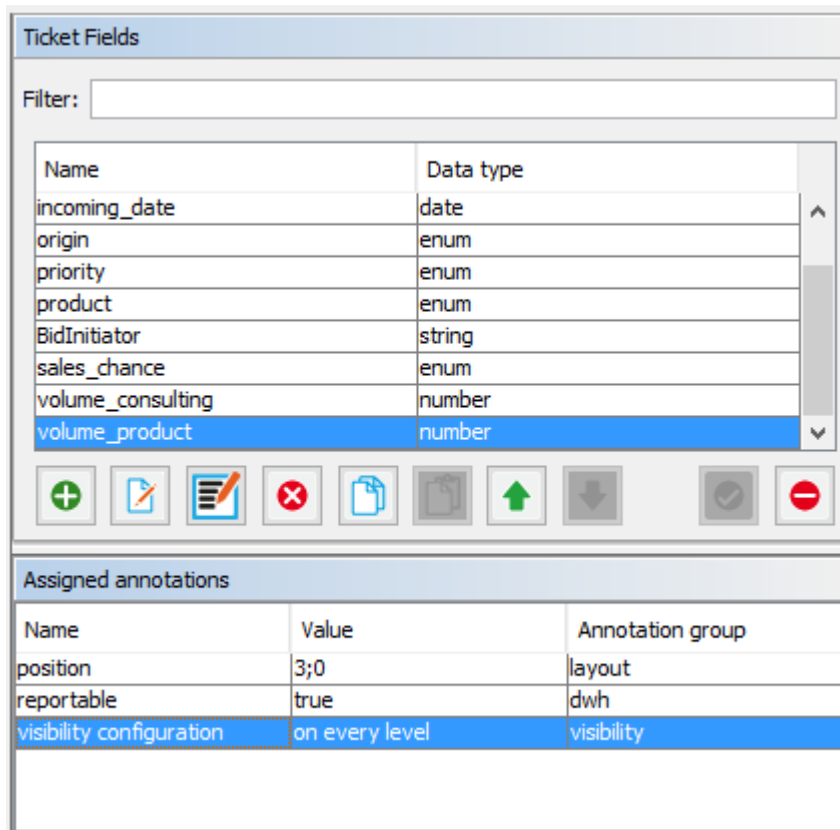 Ticket Fields
Filter:
Name Data type
incoming_date date
origin enum
priority enum
product enum
BidInitiator string
sales_chance enum
volume_consulting number
volume_product number
Assigned annotations
Name Value Annotation group
position 3;0 layout
reportable true dwh
visibility configuration on every level visibility